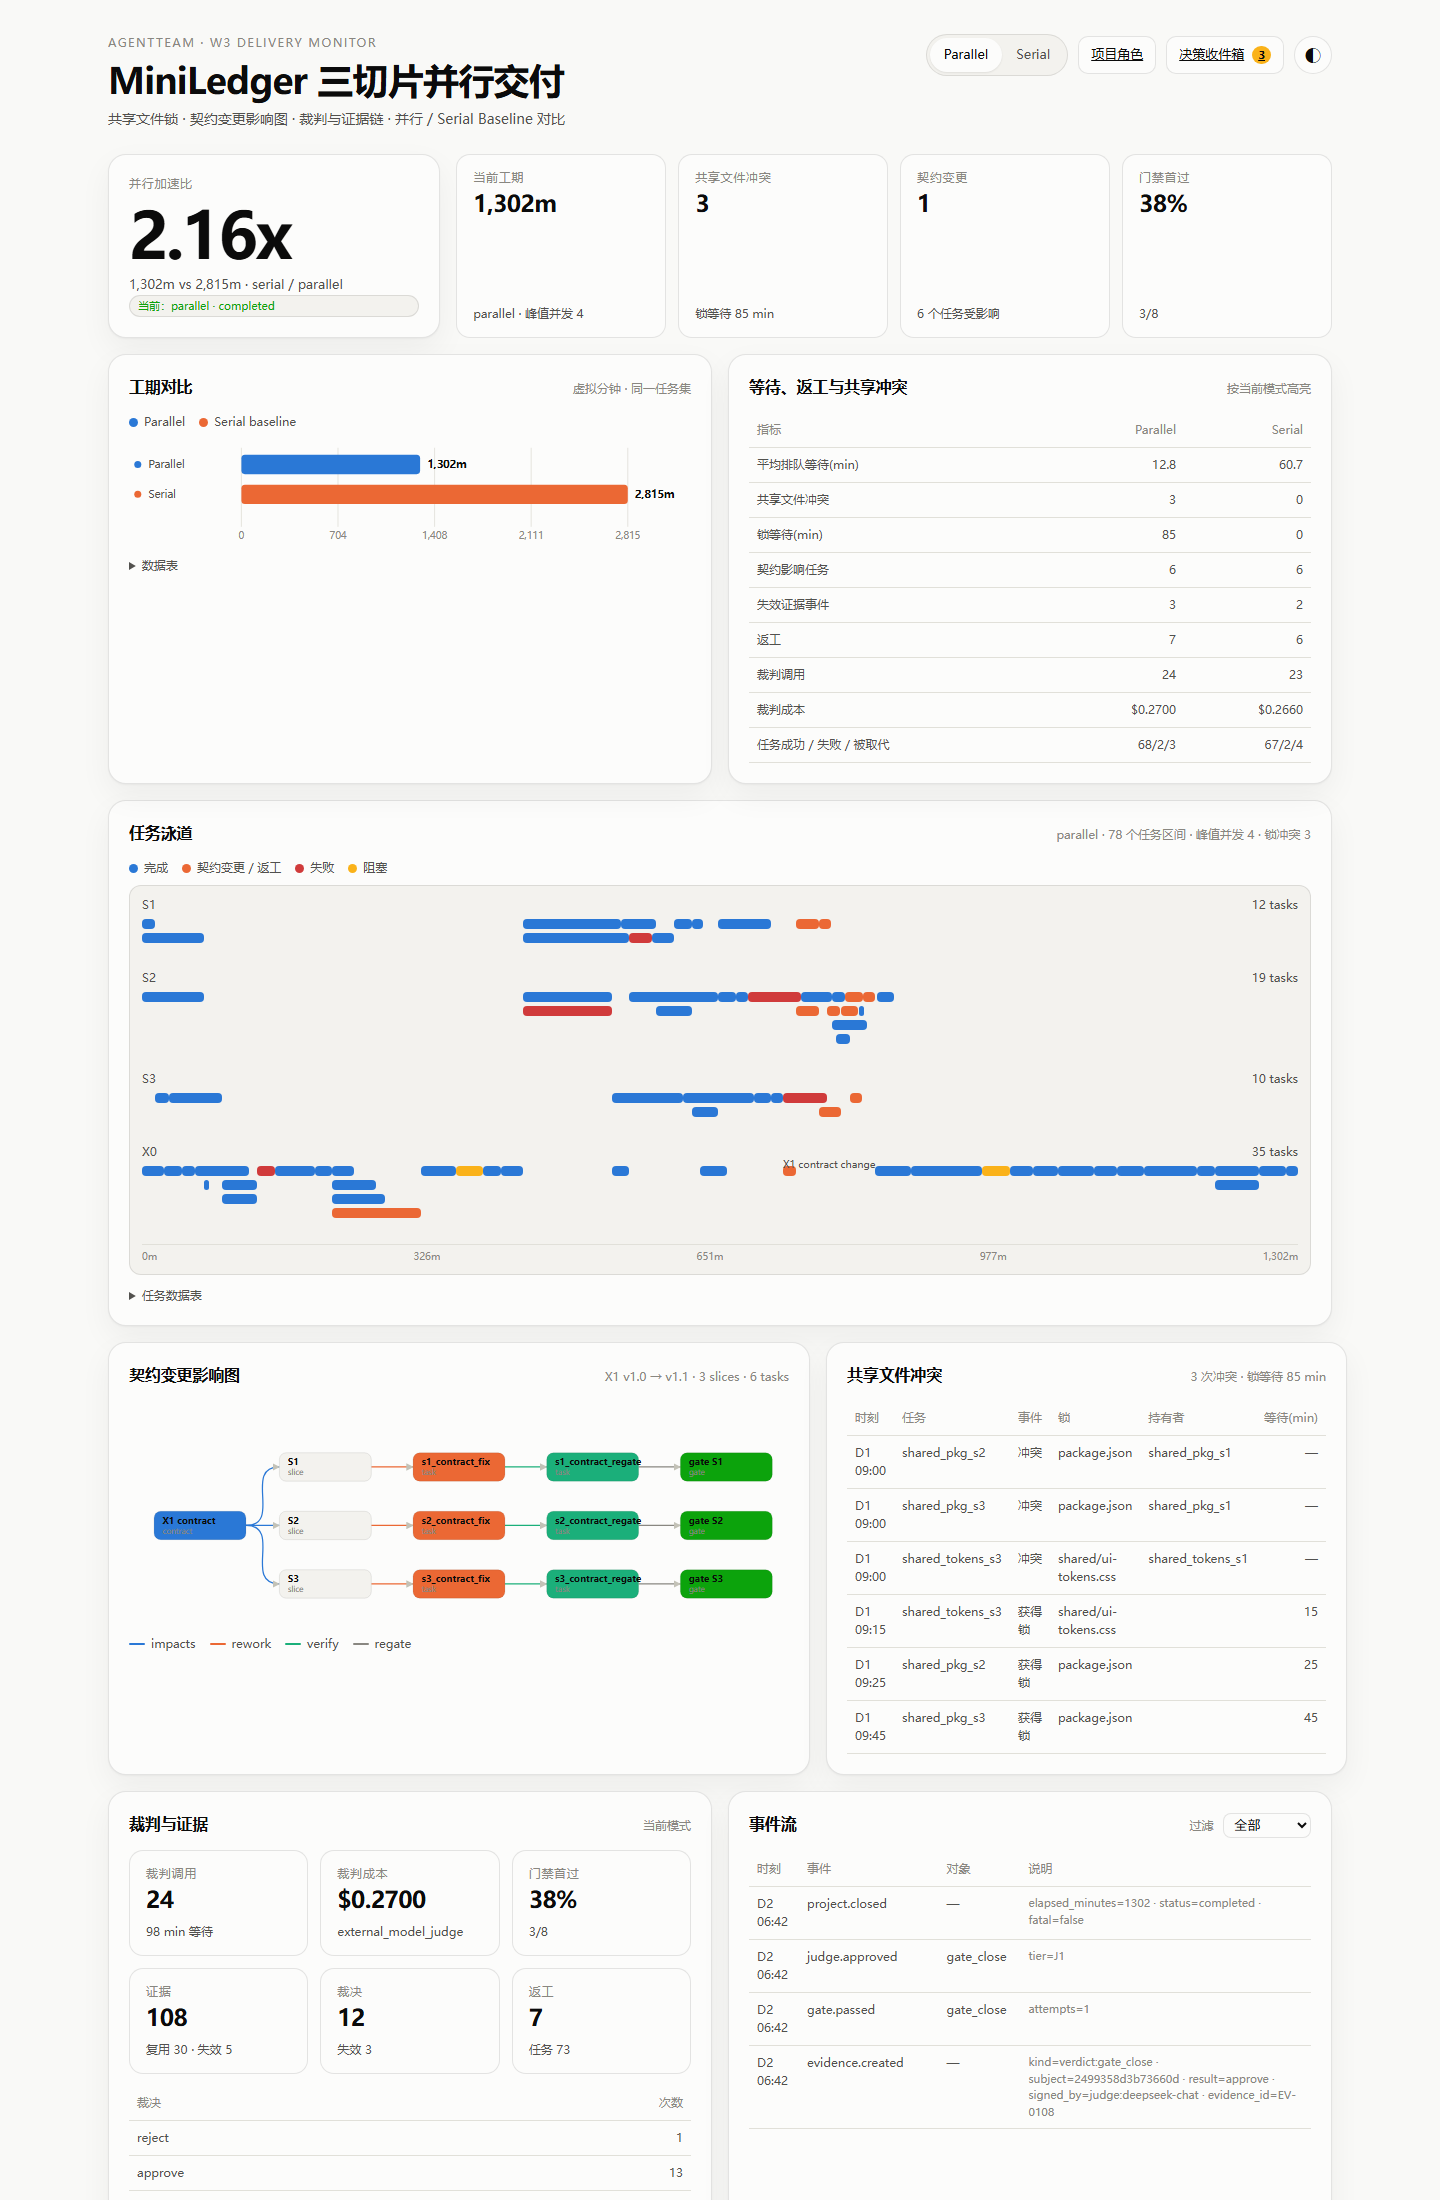 AGENTTEAM · W3 DELIVERY MONITOR
MiniLedger 三切片并行交付
共享文件锁 · 契约变更影响图 · 裁判与证据链 · 并行 / Serial Baseline 对比
Parallel
Serial
项目角色
决策收件箱 3
并行加速比
2.16x
1,302m vs 2,815m · serial / parallel
当前：parallel · completed
当前工期
1,302m
parallel · 峰值并发 4
共享文件冲突
3
锁等待 85 min
契约变更
1
6 个任务受影响
门禁首过
38%
3/8
工期对比
虚拟分钟 · 同一任务集
Parallel
Serial baseline
Parallel
1,302m
Serial
2,815m
0 704 1,408 2,111 2,815
数据表
等待、返工与共享冲突
按当前模式高亮
指标 Parallel Serial
平均排队等待(min) 12.8 60.7
共享文件冲突 3 0
锁等待(min) 85 0
契约影响任务 6 6
失效证据事件 3 2
返工 7 6
裁判调用 24 23
裁判成本 $0.2700 $0.2660
任务成功 / 失败 / 被取代 68/2/3 67/2/4
任务泳道
parallel · 78 个任务区间 · 峰值并发 4 · 锁冲突 3
完成 契约变更 / 返工 失败 阻塞
S1 12 tasks
S2 19 tasks
S3 10 tasks
X0 35 tasks
X1 contract change
0m 326m 651m 977m 1,302m
任务数据表
契约变更影响图
X1 v1.0 → v1.1 · 3 slices · 6 tasks
S1
slice
s1_contract_fix
task
s1_contract_regate
task
gate S1
gate
X1 contract
contract
S2
slice
s2_contract_fix
task
s2_contract_regate
task
gate S2
gate
S3
slice
s3_contract_fix
task
s3_contract_regate
task
gate S3
gate
impacts rework verify regate
共享文件冲突
3 次冲突 · 锁等待 85 min
时刻 任务 事件 锁 持有者 等待(min)
D1 09:00 shared_pkg_s2 冲突 package.json shared_pkg_s1 —
D1 09:00 shared_pkg_s3 冲突 package.json shared_pkg_s1 —
D1 09:00 shared_tokens_s3 冲突 shared/ui-tokens.css shared_tokens_s1 —
D1 09:15 shared_tokens_s3 获得锁 shared/ui-tokens.css 15
D1 09:25 shared_pkg_s2 获得锁 package.json 25
D1 09:45 shared_pkg_s3 获得锁 package.json 45
裁判与证据
当前模式
裁判调用
24
98 min 等待
裁判成本
$0.2700
external_model_judge
门禁首过
38%
3/8
证据
108
复用 30 · 失效 5
裁决
12
失效 3
返工
7
任务 73
裁决 次数
reject 1
approve 13
事件流
过滤 全部
时刻 事件 对象 说明
D2 06:42 project.closed — elapsed_minutes=1302 · status=completed ·
fatal=false
D2 06:42 judge.approved gate_close tier=J1
D2 06:42 gate.passed gate_close attempts=1
D2 06:42 evidence.created — kind=verdict:gate_close ·
subject=2499358d3b73660d · result=approve ·
signed_by=judge:deepseek-chat · evidence_id=EV-
0108